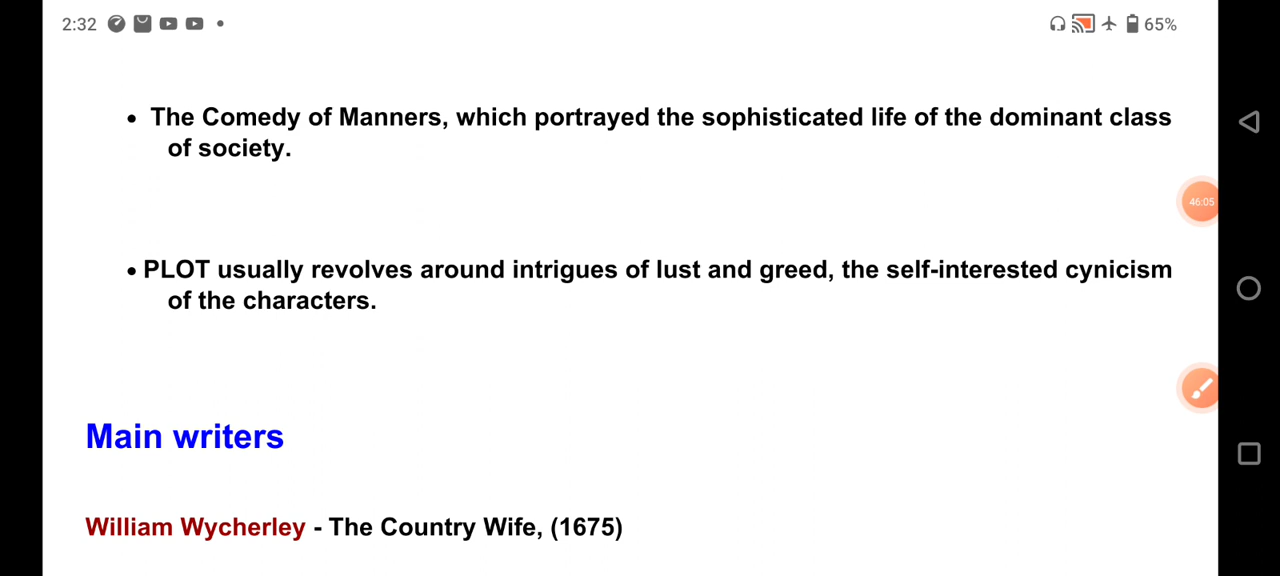 2:32
65%
• The Comedy of Manners, which portrayed the sophisticated life of the dominant class
of society.
46:05
• PLOT usually revolves around intrigues of lust and greed, the self-interested cynicism
of the characters.
Main writers
William Wycherley - The Country Wife, (1675)